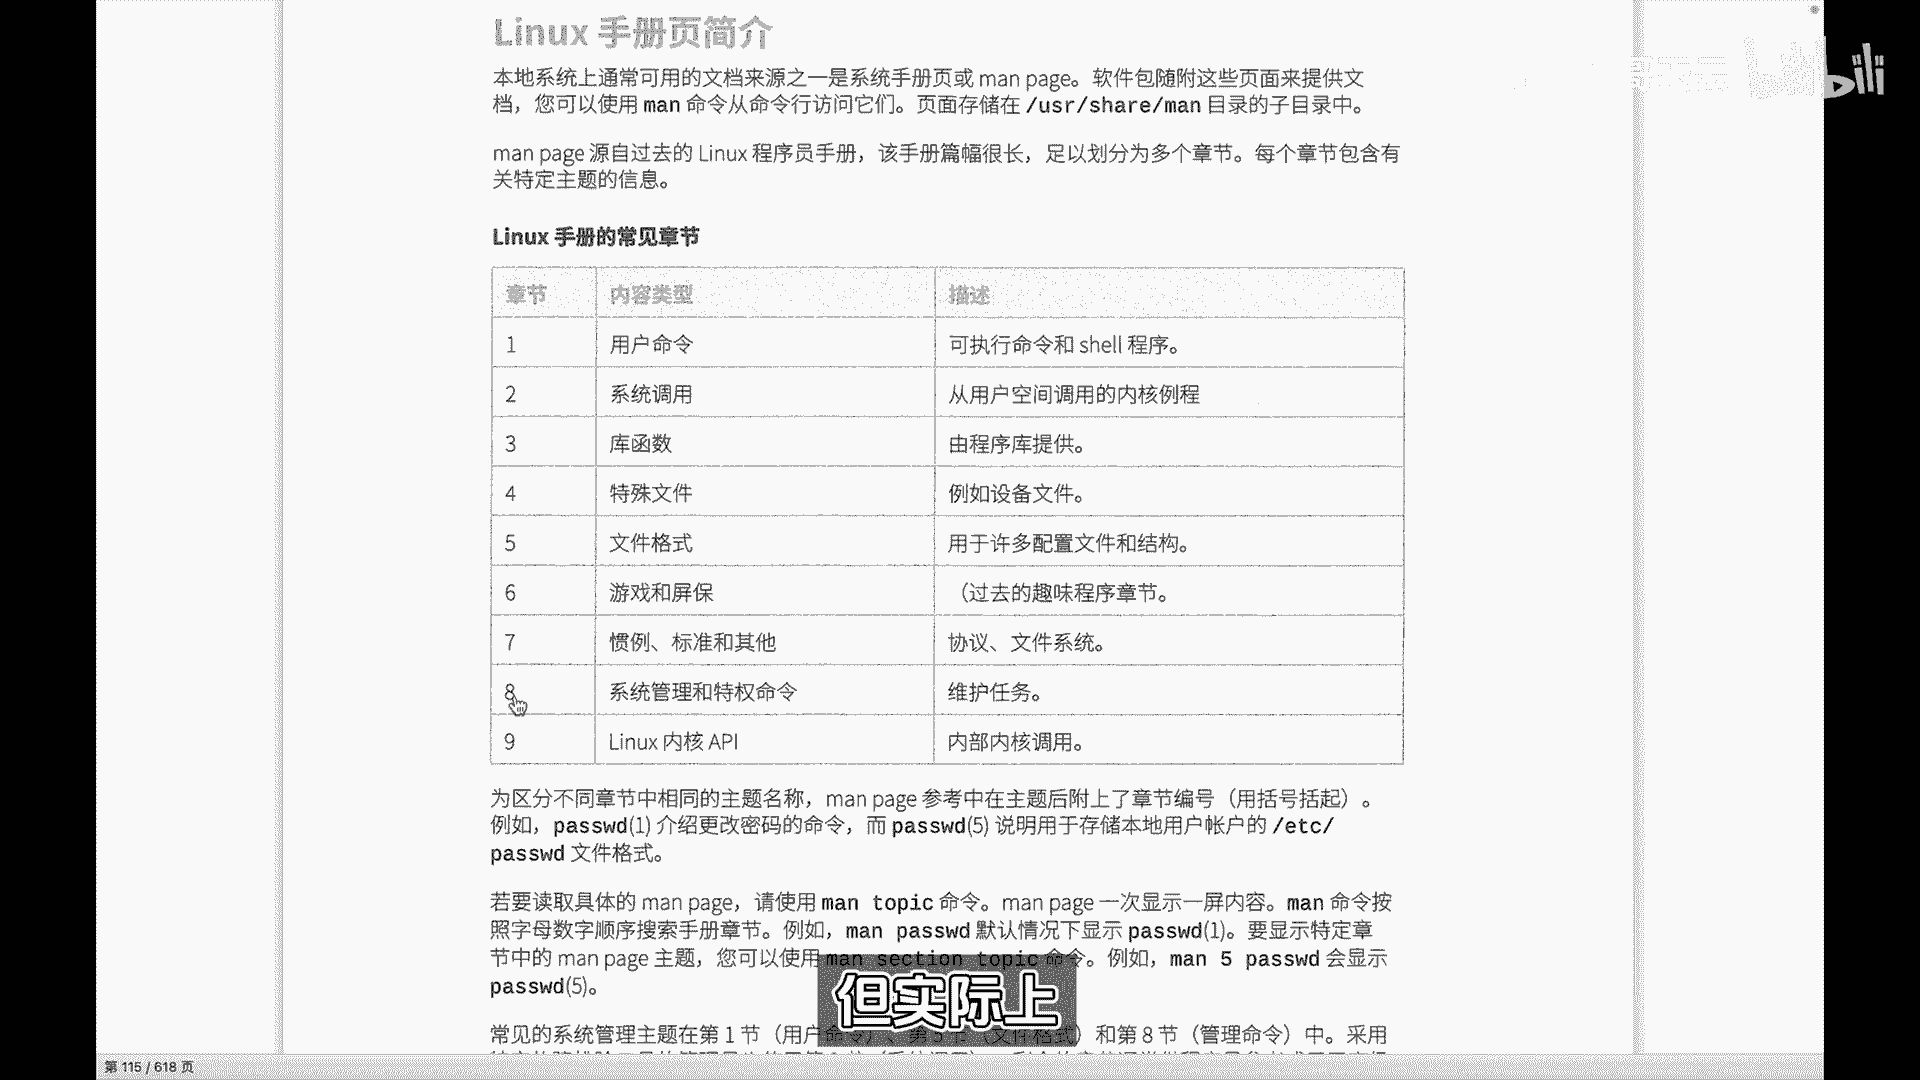 Linux 手册页简介
本地系统上通常可用的文档来源之一是系统手册页或 man page。软件包随附这些页面来提供文
档，您可以使用 man 命令从命令行访问它们。页面存储在 /usr/share/man 目录的子目录中。
man page 源自过去的 Linux 程序员手册，该手册篇幅很长，足以划分为多个章节。每个章节包含有
关特定主题的信息。
Linux 手册的常见章节
章节 内容类型 描述
1 用户命令 可执行命令和 shell 程序。
2 系统调用 从用户空间调用的内核例程
3 库函数 由程序库提供。
4 特殊文件 例如设备文件。
5 文件格式 用于许多配置文件和结构。
6 游戏和屏保 （过去的趣味程序章节。
7 惯例、标准和其他 协议、文件系统。
8 系统管理和特权命令 维护任务。
9 Linux 内核 API 内部内核调用。
为区分不同章节中相同的主题名称，man page 参考中在主题后附上了章节编号（用括号括起）。
例如，passwd(1) 介绍更改密码的命令，而 passwd(5) 说明用于存储本地用户帐户的 /etc/
passwd 文件格式。
若要读取具体的 man page，请使用 man topic 命令。man page 一次显示一屏内容。man 命令按
照字母数字顺序搜索手册章节。例如，man passwd 默认情况下显示 passwd(1)。要显示特定章
节中的 man page 主题，您可以使用 man section topic 命令。例如，man 5 passwd 会显示
passwd(5)。
但实际上
常见的系统管理主题在第 1 节（用户命令）、第 5 节（文件格式）和第 8 节（管理命令）中。采用
第 115 / 618 页
bilibili